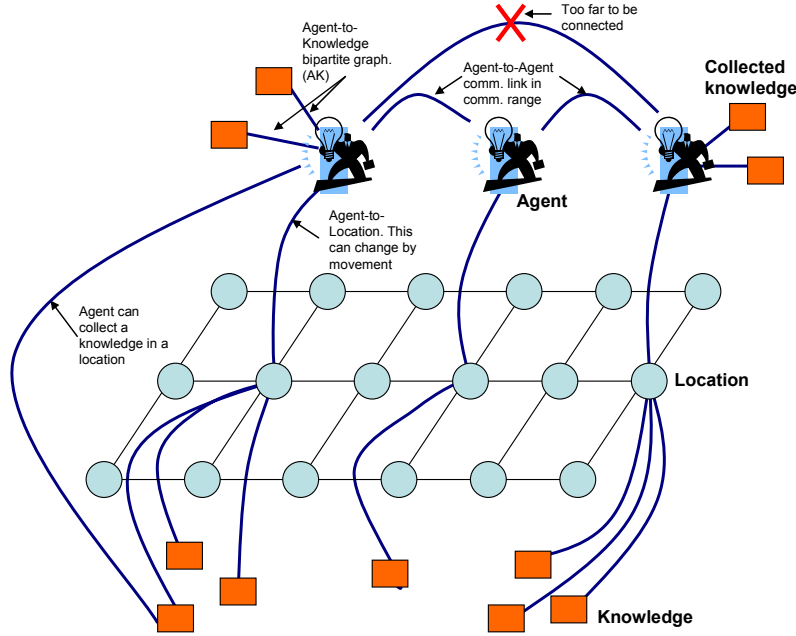 Too far to be
connected
Agent-to-
Knowledge
bipartite graph.
(AK)
Agent-to-Agent
comm. link in
comm. range
Collected
knowledge
Agent
Agent-to-
Location. This
can change by
movement
Agent can
collect a
knowledge in a
location
Location
Knowledge